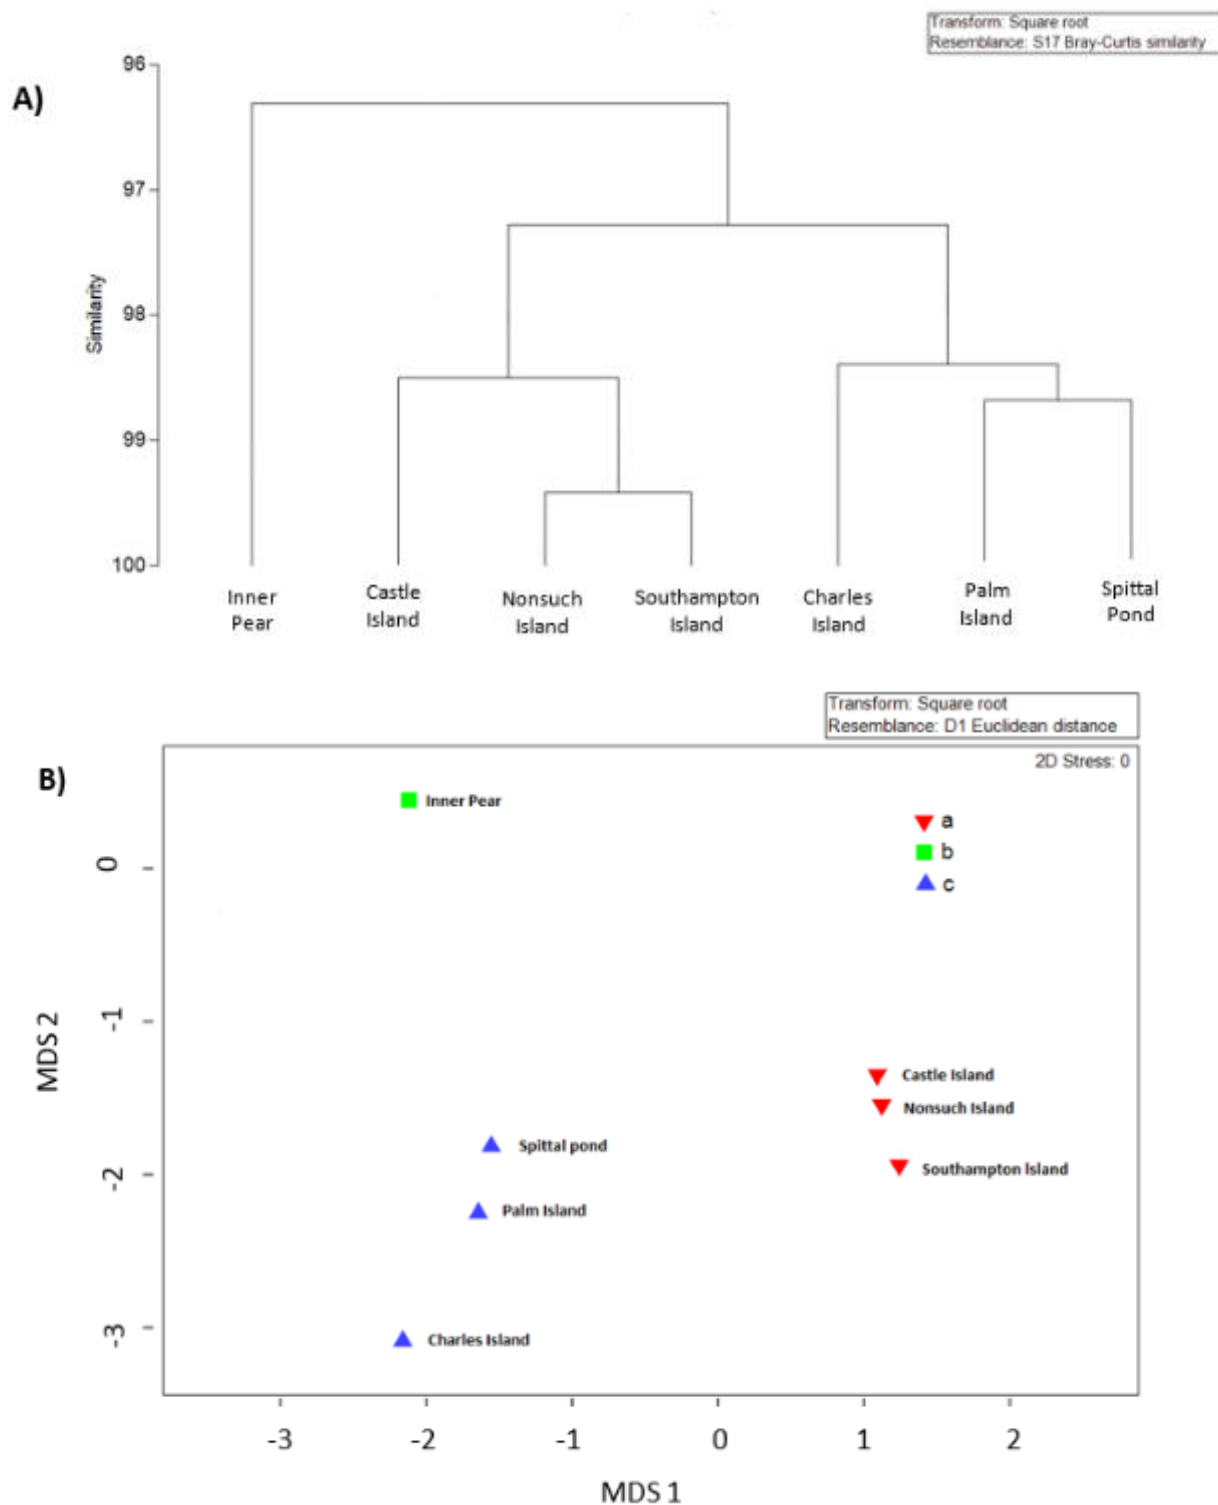 Transform: Square root
Resemblance: S17 Bray-Curtis similarity
A)
96
97
98
99
100
Similarity
Inner
Pear
Castle
Island
Nonsuch
Island
Southampton
Island
Charles
Island
Palm
Island
Spittal
Pond
Transform: Square root
Resemblance: D1 Euclidean distance
B)
2D Stress: 0
Inner Pear
a
b
c
Castle Island
Nonsuch Island
Southampton Island
Spittal pond
Palm Island
Charles Island
0
-1
-2
-3
MDS 2
-3
-2
-1
0
1
2
MDS 1